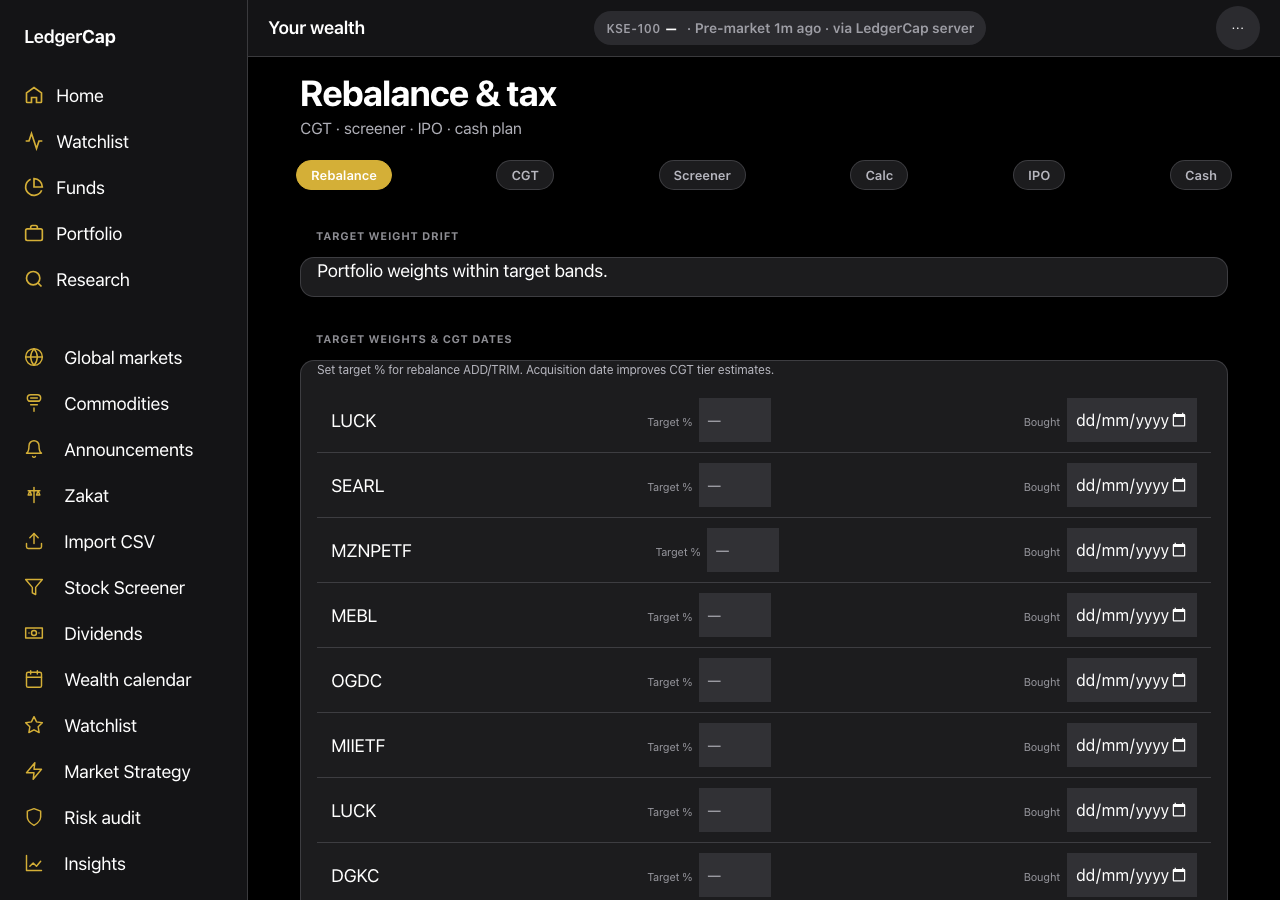 LedgerCap
Home
Watchlist
Funds
Portfolio
Research
Global markets
Commodities
Announcements
Zakat
Import CSV
Stock Screener
Dividends
Wealth calendar
Watchlist
Market Strategy
Risk audit
Insights
Your wealth
KSE-100 — · Pre-market 1m ago · via LedgerCap server
...
Rebalance & tax
CGT · screener · IPO · cash plan
Rebalance CGT Screener Calc IPO Cash
TARGET WEIGHT DRIFT
Portfolio weights within target bands.
TARGET WEIGHTS & CGT DATES
Set target % for rebalance ADD/TRIM. Acquisition date improves CGT tier estimates.
LUCK Target % — Bought dd/mm/yyyy
SEARL Target % — Bought dd/mm/yyyy
MZNPETF Target % — Bought dd/mm/yyyy
MEBL Target % — Bought dd/mm/yyyy
OGDC Target % — Bought dd/mm/yyyy
MIIETF Target % — Bought dd/mm/yyyy
LUCK Target % — Bought dd/mm/yyyy
DGKC Target % — Bought dd/mm/yyyy